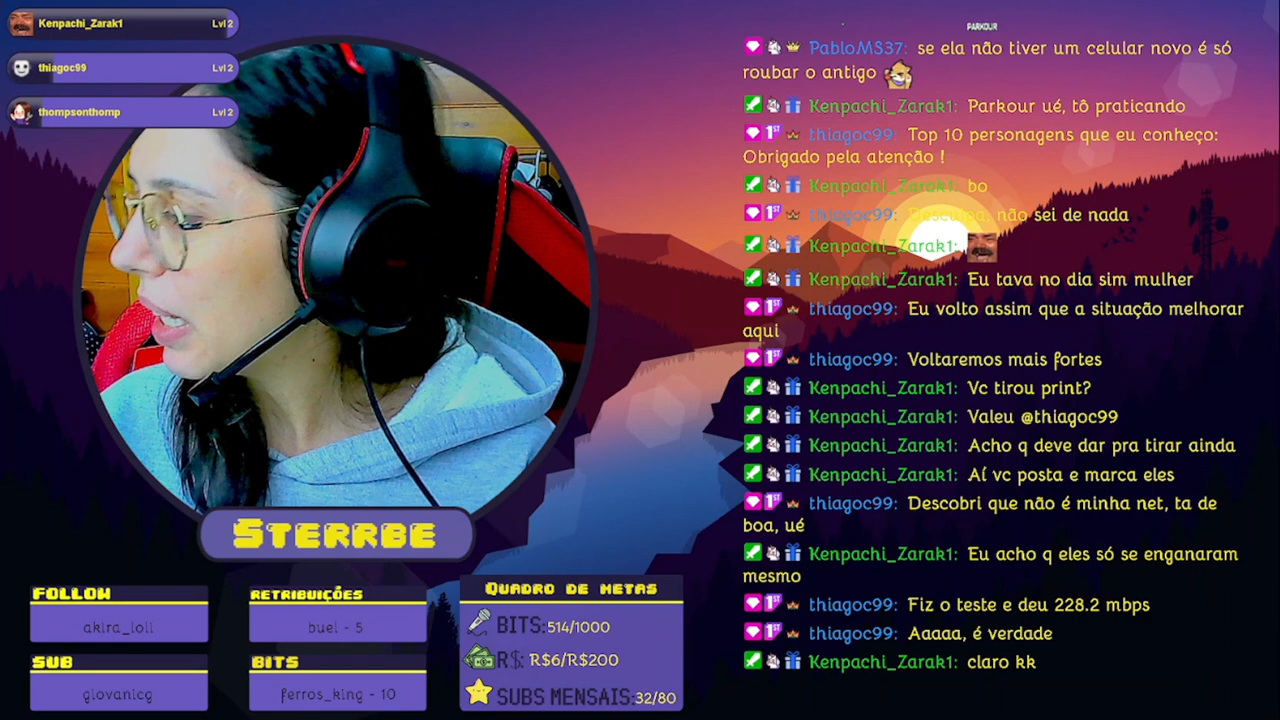 Kenpachi_Zarak1 Lvl 2
thiagoc99 Lvl 2
thompsonthomp Lvl 2
STERRBE
FOLLOW
akira_loli
RETRIBUIÇÕES
buel - 5
SUB
giovanicg
BITS
ferros_king - 10
QUADRO DE METAS
BITS: 514/1000
R$: R$6/R$200
SUBS MENSAIS: 32/80
PARKOUR
PabloMS37: se ela não tiver um celular novo é só
roubar o antigo
Kenpachi_Zarak1: Parkour ué, tô praticando
thiagoc99: Top 10 personagens que eu conheço:
Obrigado pela atenção !
Kenpachi_Zarak1: bo
thiagoc99: Desculpa, não sei de nada
Kenpachi_Zarak1:
Kenpachi_Zarak1: Eu tava no dia sim mulher
thiagoc99: Eu volto assim que a situação melhorar
aqui
thiagoc99: Voltaremos mais fortes
Kenpachi_Zarak1: Vc tirou print?
Kenpachi_Zarak1: Valeu @thiagoc99
Kenpachi_Zarak1: Acho q deve dar pra tirar ainda
Kenpachi_Zarak1: Aí vc posta e marca eles
thiagoc99: Descobri que não é minha net, ta de
boa, ué
Kenpachi_Zarak1: Eu acho q eles só se enganaram
mesmo
thiagoc99: Fiz o teste e deu 228.2 mbps
thiagoc99: Aaaaa, é verdade
Kenpachi_Zarak1: claro kk